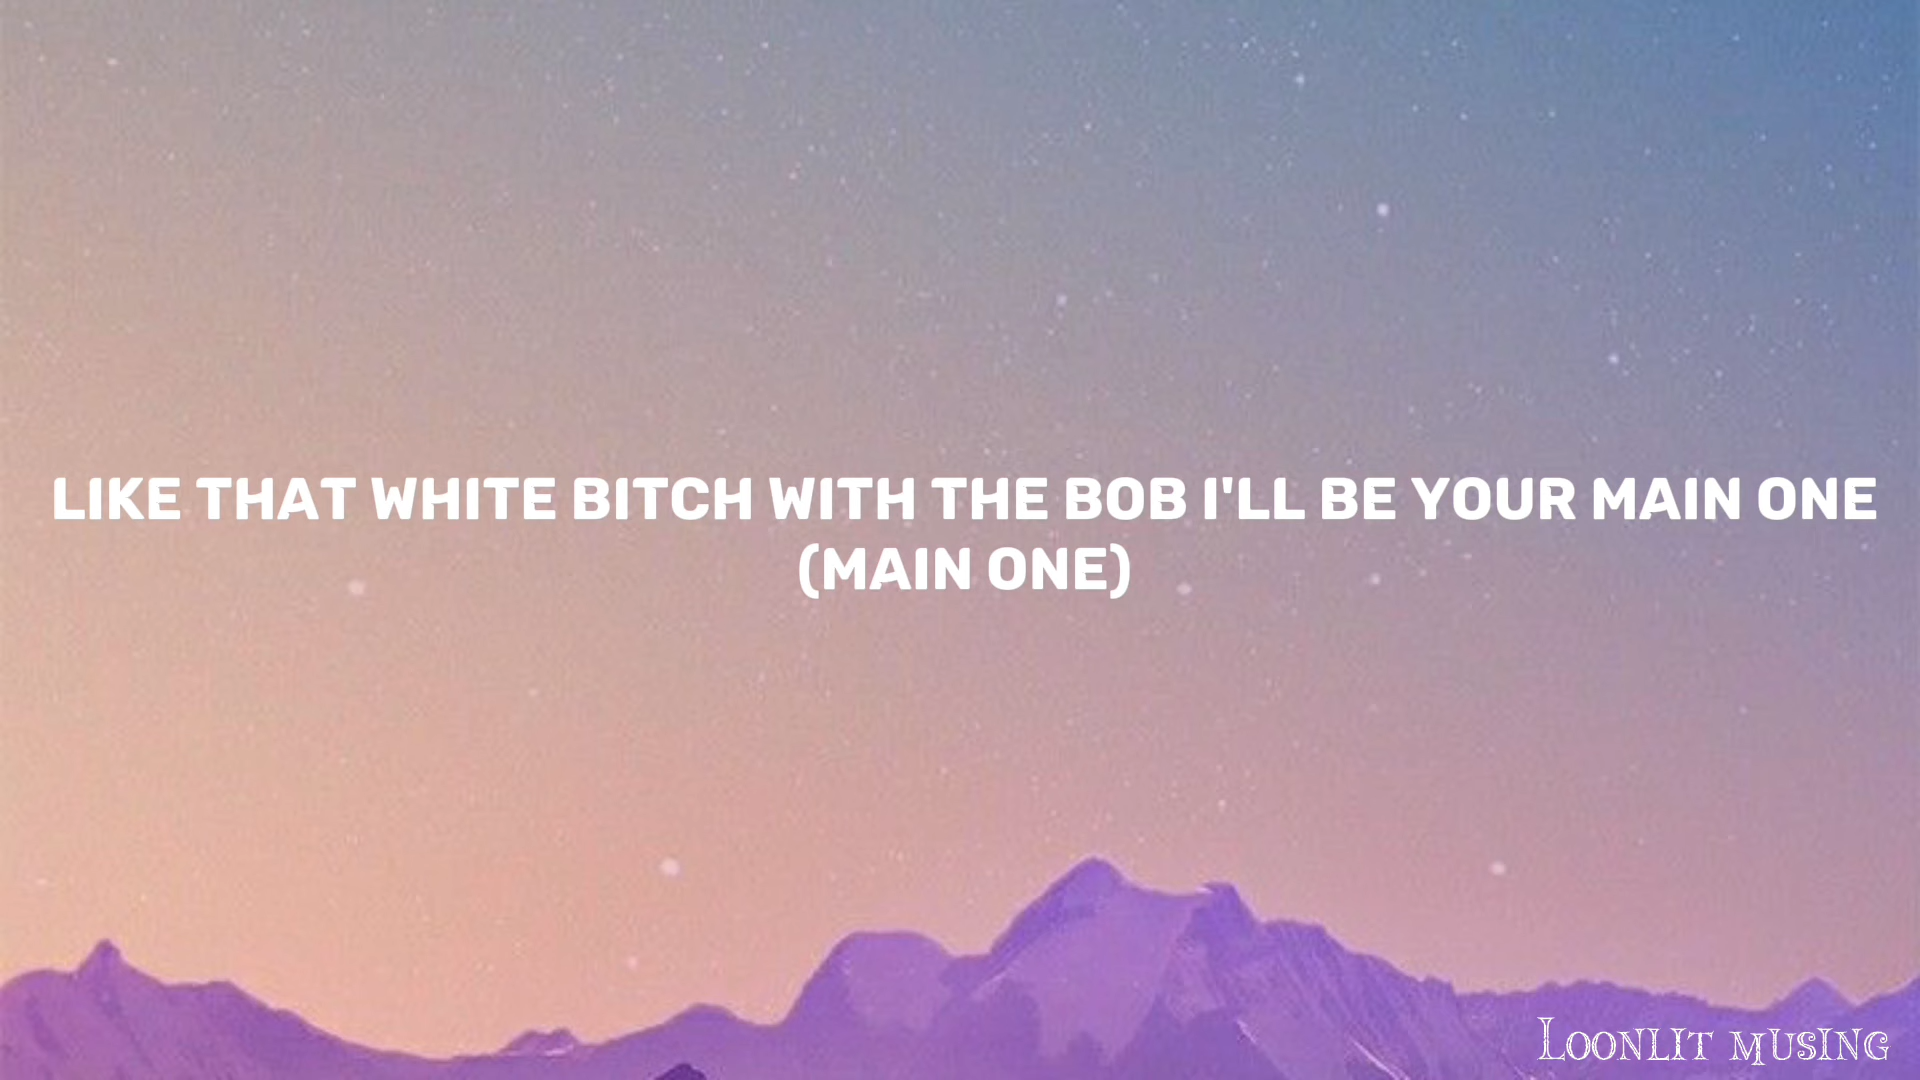 LIKE THAT WHITE BITCH WITH THE BOB I'LL BE YOUR MAIN ONE
(MAIN ONE)
LOONLIT MUSING